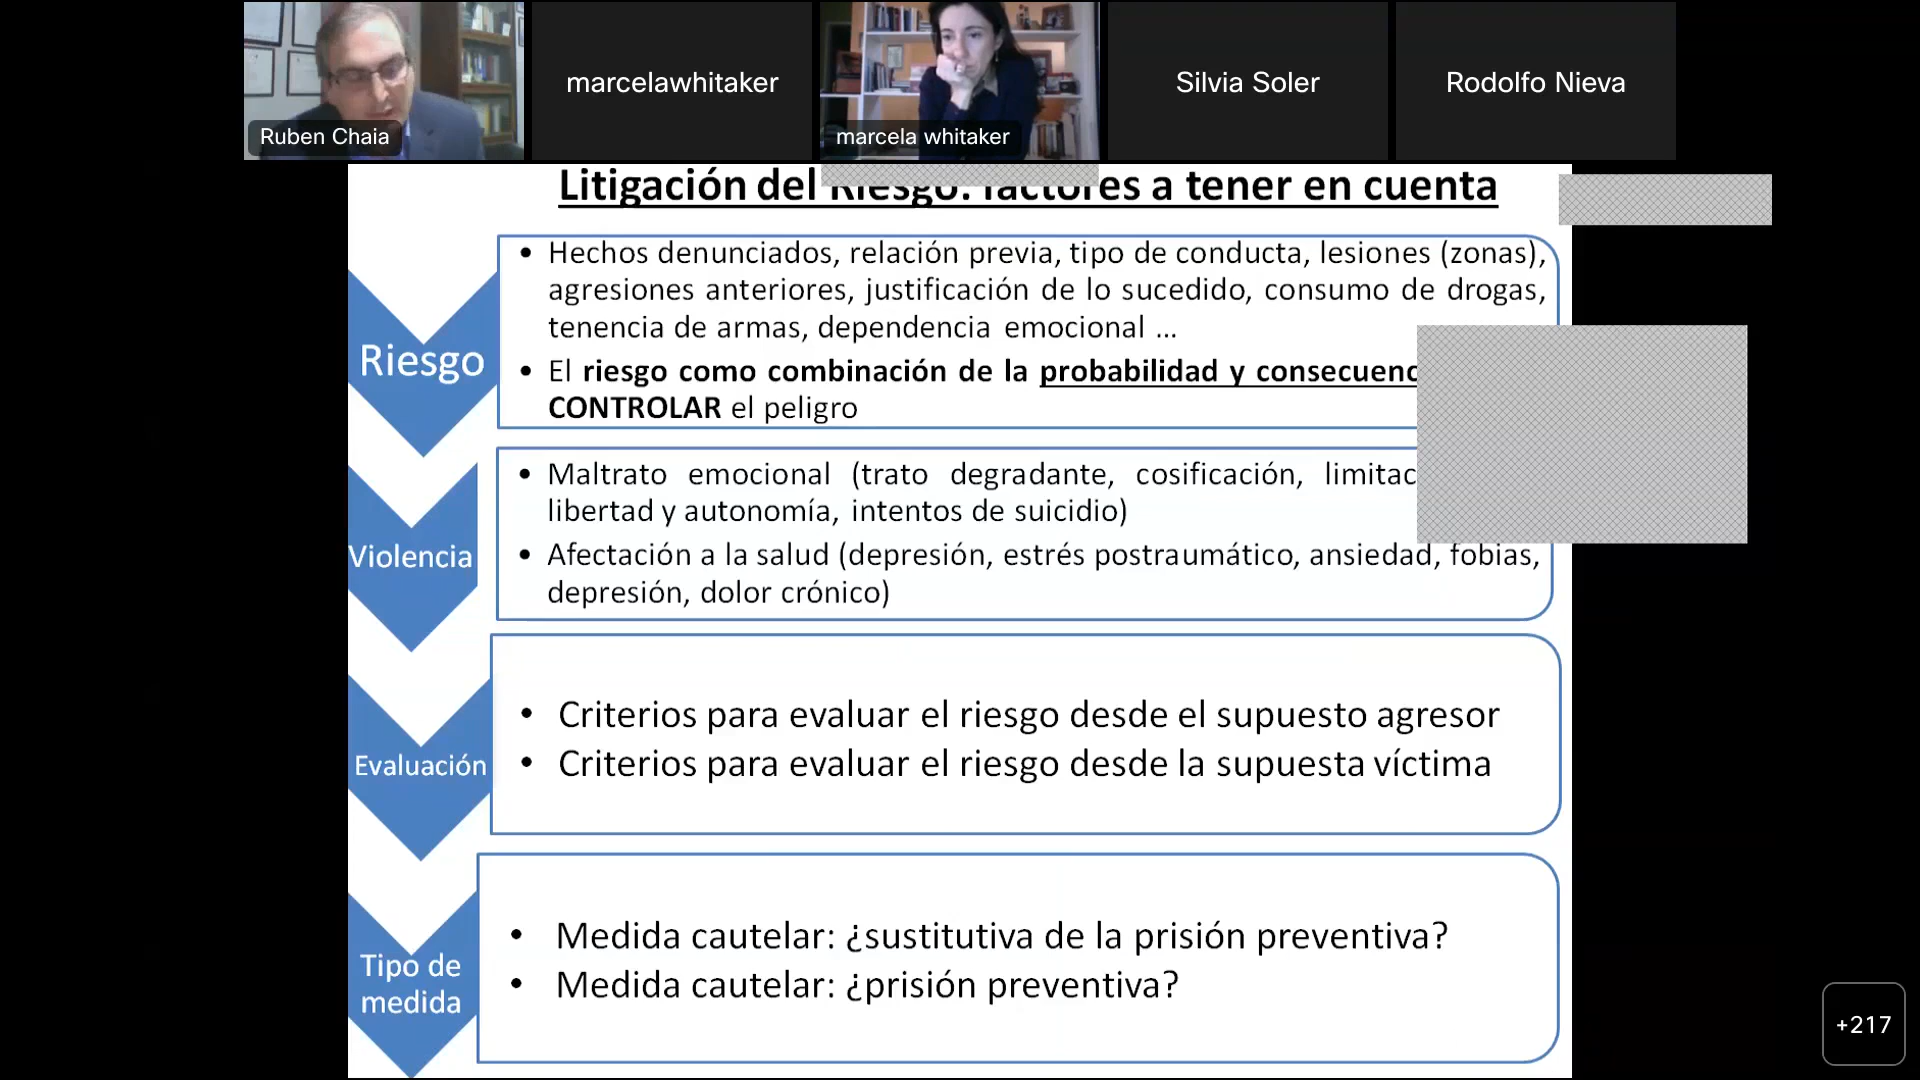 Ruben Chaia
marcelawhitaker
marcela whitaker
Silvia Soler
Rodolfo Nieva
Litigación del Riesgo: factores a tener en cuenta
Riesgo
• Hechos denunciados, relación previa, tipo de conducta, lesiones (zonas),
agresiones anteriores, justificación de lo sucedido, consumo de drogas,
tenencia de armas, dependencia emocional ...
• El riesgo como combinación de la probabilidad y
CONTROLAR el peligro
Violencia
• Maltrato emocional (trato degradante, cosificación,
libertad y autonomía, intentos de suicidio)
• Afectación a la salud (depresión, estrés postraumático, ansiedad, fobias,
depresión, dolor crónico)
Evaluación
• Criterios para evaluar el riesgo desde el supuesto agresor
• Criterios para evaluar el riesgo desde la supuesta víctima
Tipo de
medida
• Medida cautelar: ¿sustitutiva de la prisión preventiva?
• Medida cautelar: ¿prisión preventiva?
+217